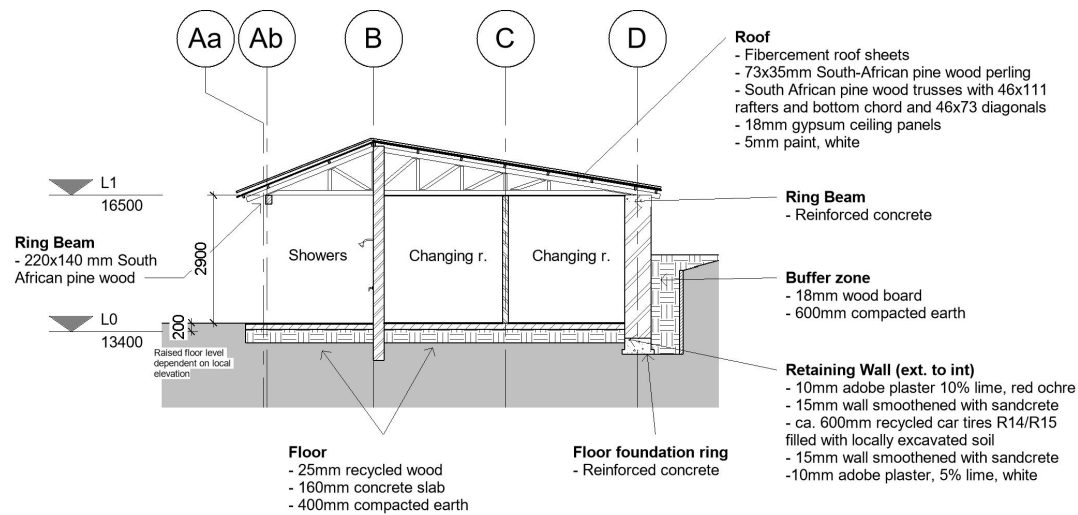 Aa
Ab
B
C
D
Roof
- Fibercement roof sheets
- 73x35mm South-African pine wood perling
- South African pine wood trusses with 46x111
rafters and bottom chord and 46x73 diagonals
- 18mm gypsum ceiling panels
- 5mm paint, white
L1
16500
Ring Beam
- Reinforced concrete
Ring Beam
- 220x140 mm South
African pine wood
2900
Showers
Changing r.
Changing r.
Buffer zone
- 18mm wood board
- 600mm compacted earth
L0
13400
200
Raised floor level
dependent on local
elevation
Retaining Wall (ext. to int)
- 10mm adobe plaster 10% lime, red ochre
- 15mm wall smoothened with sandcrete
- ca. 600mm recycled car tires R14/R15
filled with locally excavated soil
- 15mm wall smoothened with sandcrete
-10mm adobe plaster, 5% lime, white
Floor
- 25mm recycled wood
- 160mm concrete slab
- 400mm compacted earth
Floor foundation ring
- Reinforced concrete